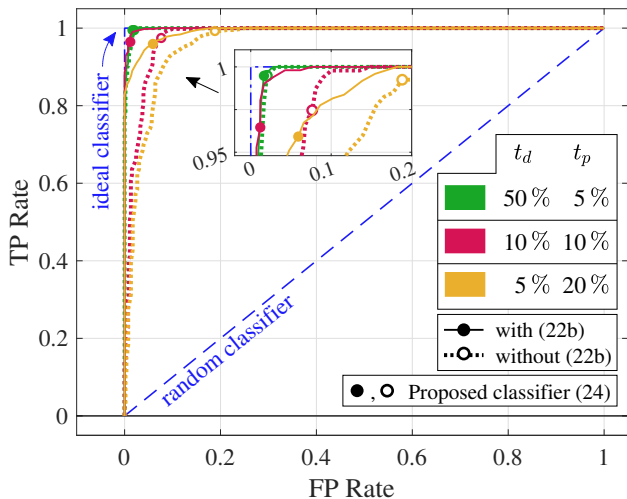 TP Rate
1
0.8
0.6
0.4
0.2
0
ideal classifier
1
0.95
0
0.1
0.2
t_d t_p
50 % 5 %
10 % 10 %
5 % 20 %
with (22b)
without (22b)
, Proposed classifier (24)
random classifier
0 0.2 0.4 0.6 0.8 1
FP Rate